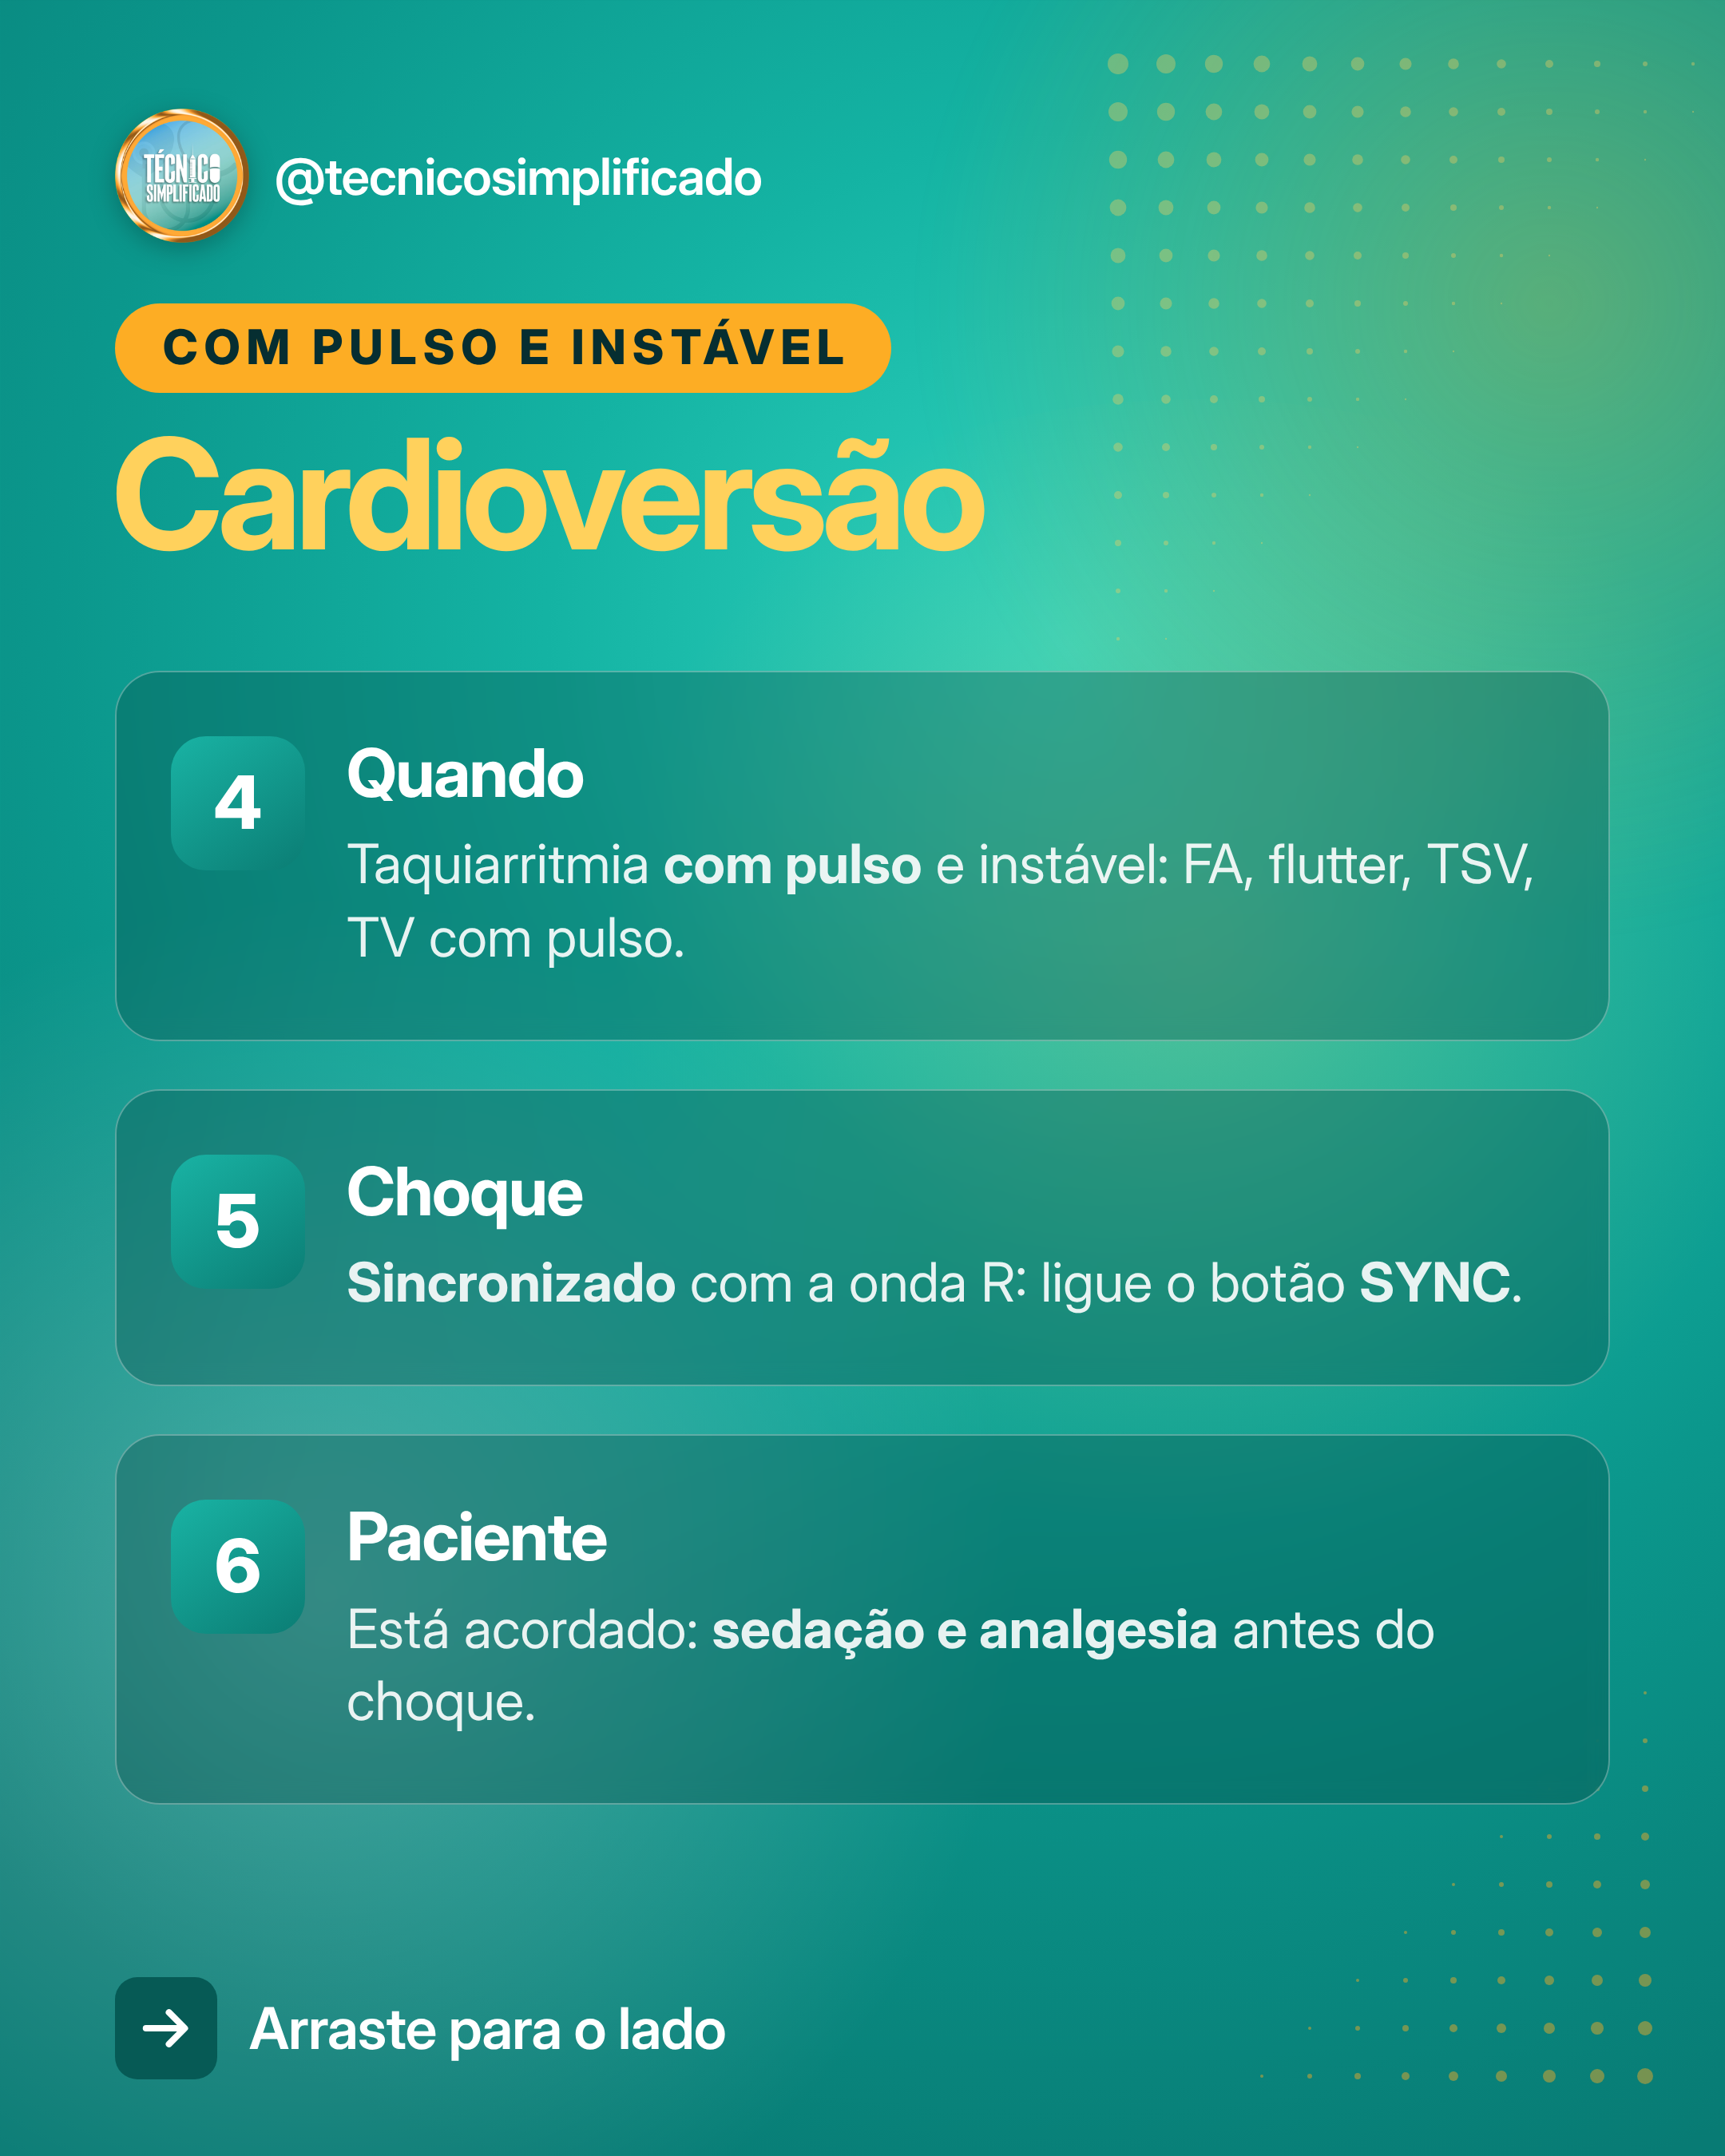 TÉCNICO
SIMPLIFICADO
@tecnicosimplificado
COM PULSO E INSTÁVEL
Cardioversão
4
Quando
Taquiarritmia com pulso e instável: FA, flutter, TSV,
TV com pulso.
5
Choque
Sincronizado com a onda R: ligue o botão SYNC.
6
Paciente
Está acordado: sedação e analgesia antes do
choque.
Arraste para o lado